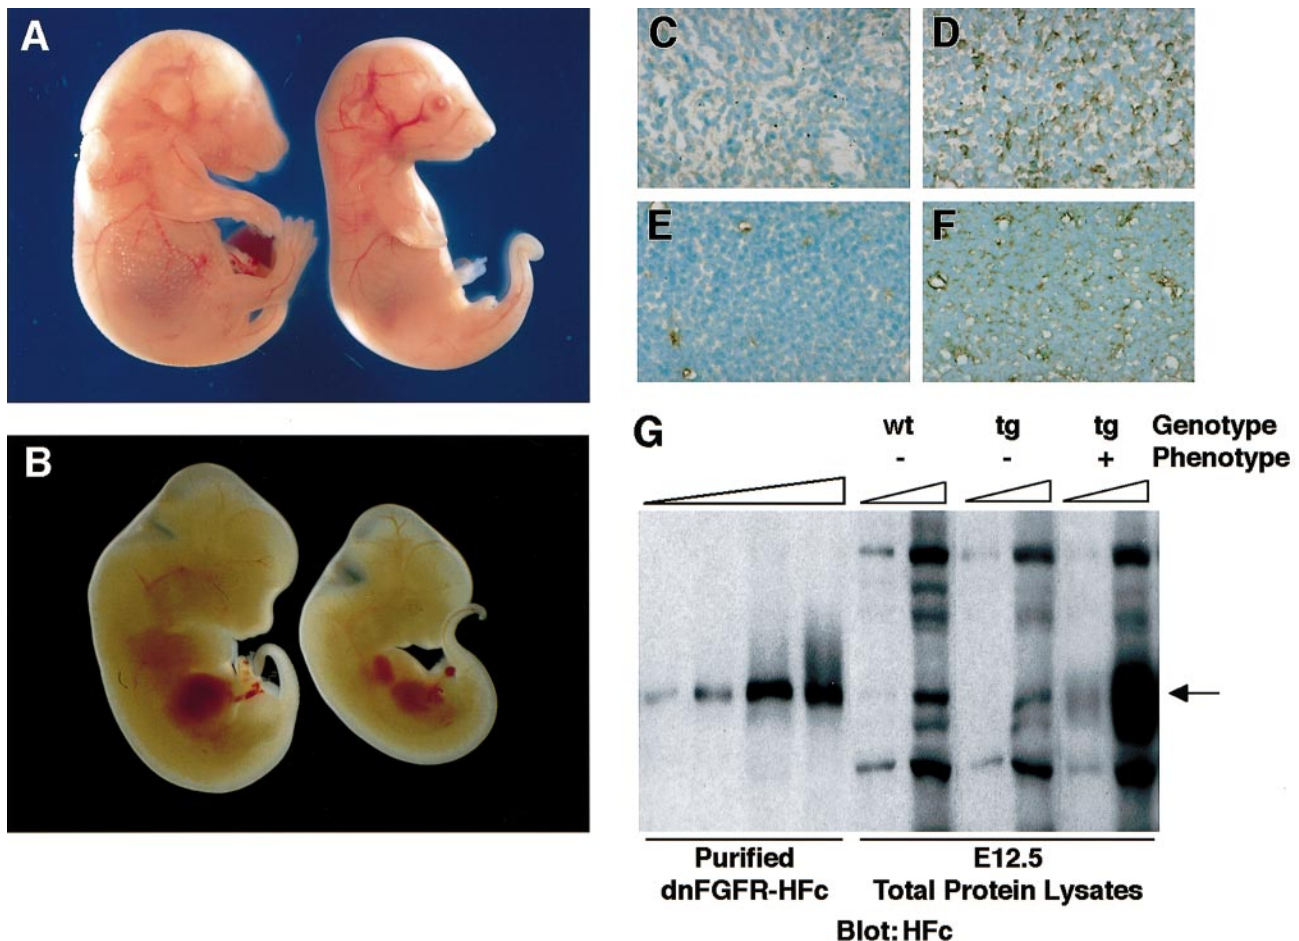 A
B
C
D
E
F
G
wt tg tg Genotype
- - + Phenotype
Purified
dnFGFR-HFc
E12.5
Total Protein Lysates
Blot: HFc